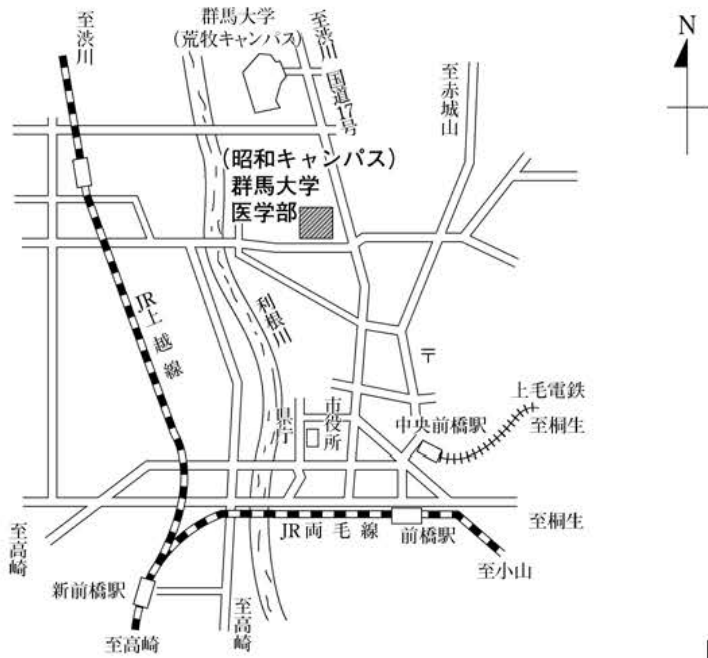 至渋川
群馬大学
(荒牧キャンパス)
至渋川
国道17号
至赤城山
N
(昭和キャンパス)
群馬大学
医学部
JR上越線
利根川
〒
県庁
市役所
上毛電鉄
中央前橋駅
至桐生
至高崎
JR両毛線
前橋駅
至桐生
至小山
新前橋駅
至高崎
至高崎